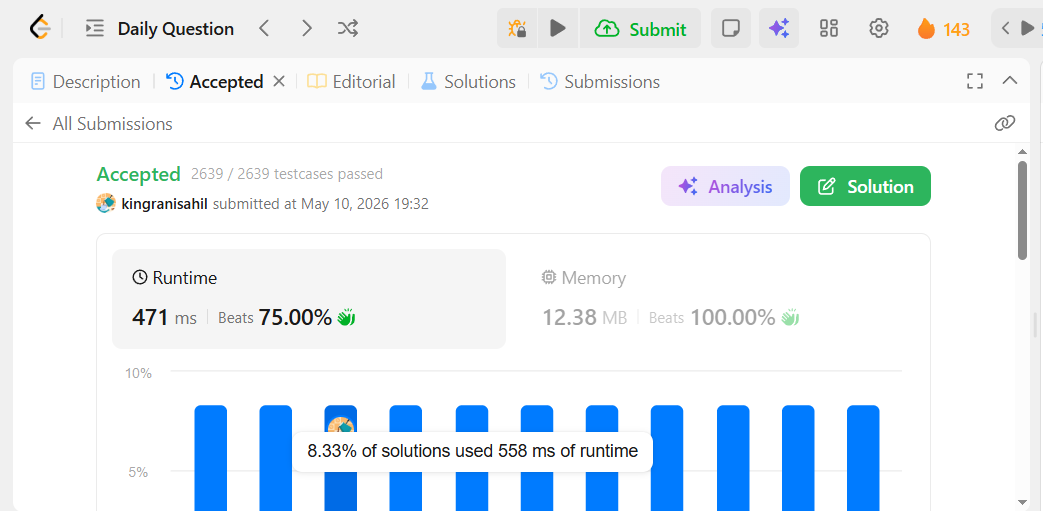 Daily Question
Submit
143
Description
Accepted
Editorial
Solutions
Submissions
All Submissions
Accepted 2639 / 2639 testcases passed
kingranisahil submitted at May 10, 2026 19:32
Analysis
Solution
Runtime
471 ms Beats 75.00%
Memory
12.38 MB Beats 100.00%
10%
8.33% of solutions used 558 ms of runtime
5%